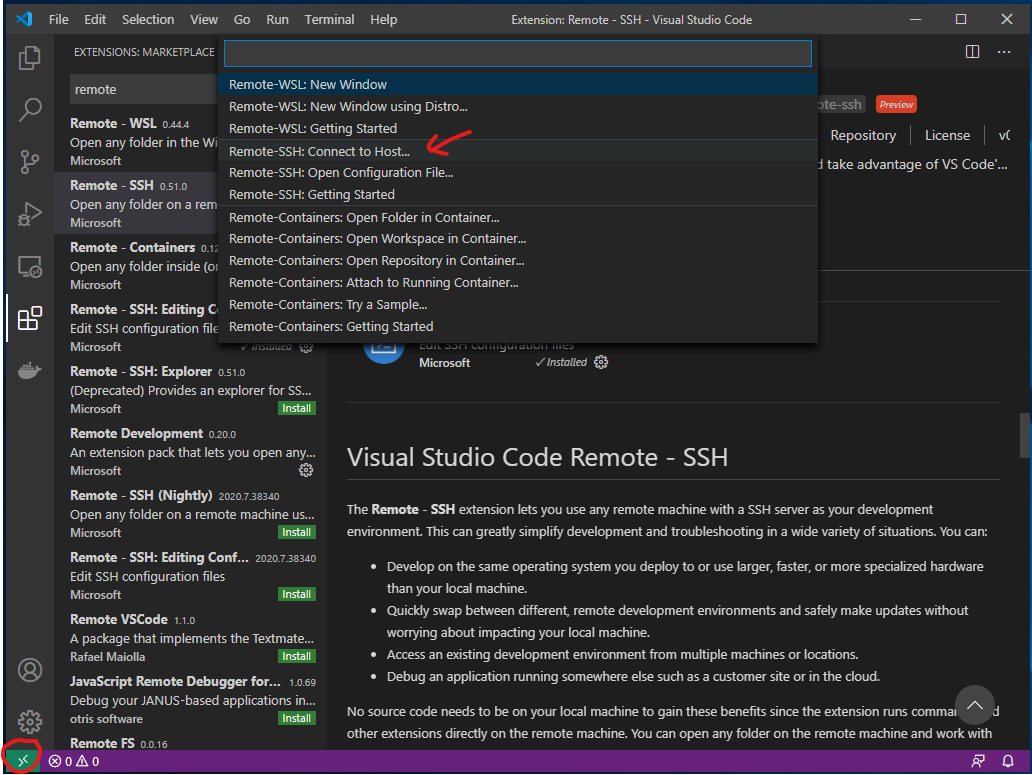 File Edit Selection View Go Run Terminal Help Extension: Remote - SSH - Visual Studio Code
EXTENSIONS: MARKETPLACE
remote
Remote - WSL 0.44.4
Open any folder in the Wi
Microsoft
Remote - SSH 0.51.0
Open any folder on a rem
Microsoft
Remote - Containers 0.12
Open any folder inside (or
Microsoft
Remote - SSH: Editing Co
Edit SSH configuration file
Microsoft ✓ Installed
Remote - SSH: Explorer 0.51.0
(Deprecated) Provides an explorer for SS...
Microsoft Install
Remote Development 0.20.0
An extension pack that lets you open any...
Microsoft
Remote - SSH (Nightly) 2020.7.38340
Open any folder on a remote machine us...
Microsoft Install
Remote - SSH: Editing Conf... 2020.7.38340
Edit SSH configuration files
Microsoft Install
Remote VSCode 1.1.0
A package that implements the Textmate...
Rafael Maiolla Install
JavaScript Remote Debugger for... 1.0.69
Debug your JANUS-based applications in...
otris software Install
Remote FS 0.0.16
Remote-WSL: New Window
Remote-WSL: New Window using Distro...
Remote-WSL: Getting Started
Remote-SSH: Connect to Host...
Remote-SSH: Open Configuration File...
Remote-SSH: Getting Started
Remote-Containers: Open Folder in Container...
Remote-Containers: Open Workspace in Container...
Remote-Containers: Open Repository in Container...
Remote-Containers: Attach to Running Container...
Remote-Containers: Try a Sample...
Remote-Containers: Getting Started
ote-ssh Preview
Repository License v(
d take advantage of VS Code'...
Edit SSH configuration files
Microsoft ✓ Installed
Visual Studio Code Remote - SSH
The Remote - SSH extension lets you use any remote machine with a SSH server as your development
environment. This can greatly simplify development and troubleshooting in a wide variety of situations. You can:
• Develop on the same operating system you deploy to or use larger, faster, or more specialized hardware
than your local machine.
• Quickly swap between different, remote development environments and safely make updates without
worrying about impacting your local machine.
• Access an existing development environment from multiple machines or locations.
• Debug an application running somewhere else such as a customer site or in the cloud.
No source code needs to be on your local machine to gain these benefits since the extension runs comman d
other extensions directly on the remote machine. You can open any folder on the remote machine and work with
0 0